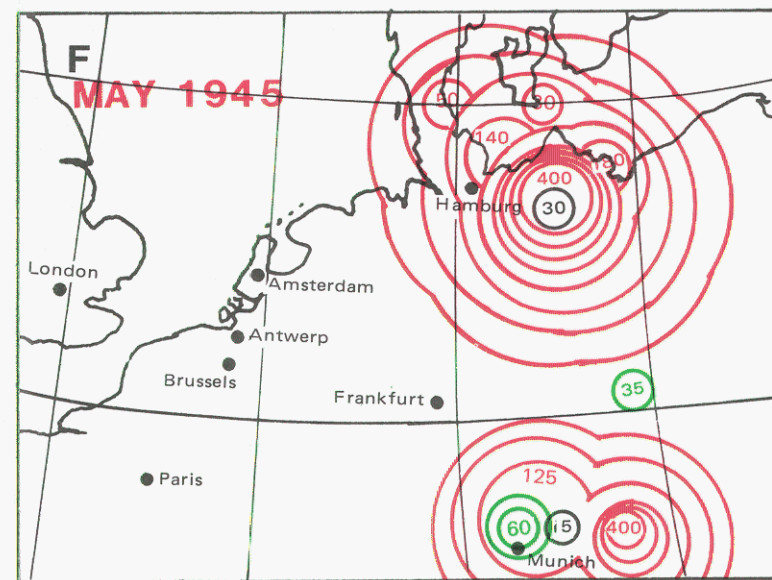 F
MAY 1945
50
30
140
180
400
30
Hamburg
London
Amsterdam
Antwerp
Brussels
Frankfurt
35
125
Paris
60
15
400
Munich